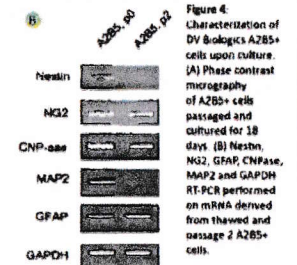 B
A2B5, p0
A2B5, p2
Nestin
NG2
CNP-ase
MAP2
GFAP
GAPDH
Figure 4:
Characterization of
DV Biologics A2B5+
cells upon culture.
(A) Phase contrast
micrography
of A2B5+ cells
passaged and
cultured for 18
days (B) Nestin,
NG2, GFAP, CNPase,
MAP2 and GAPDH
RT-PCR performed
on mRNA derived
from thawed and
passage 2 A2B5+
cells.